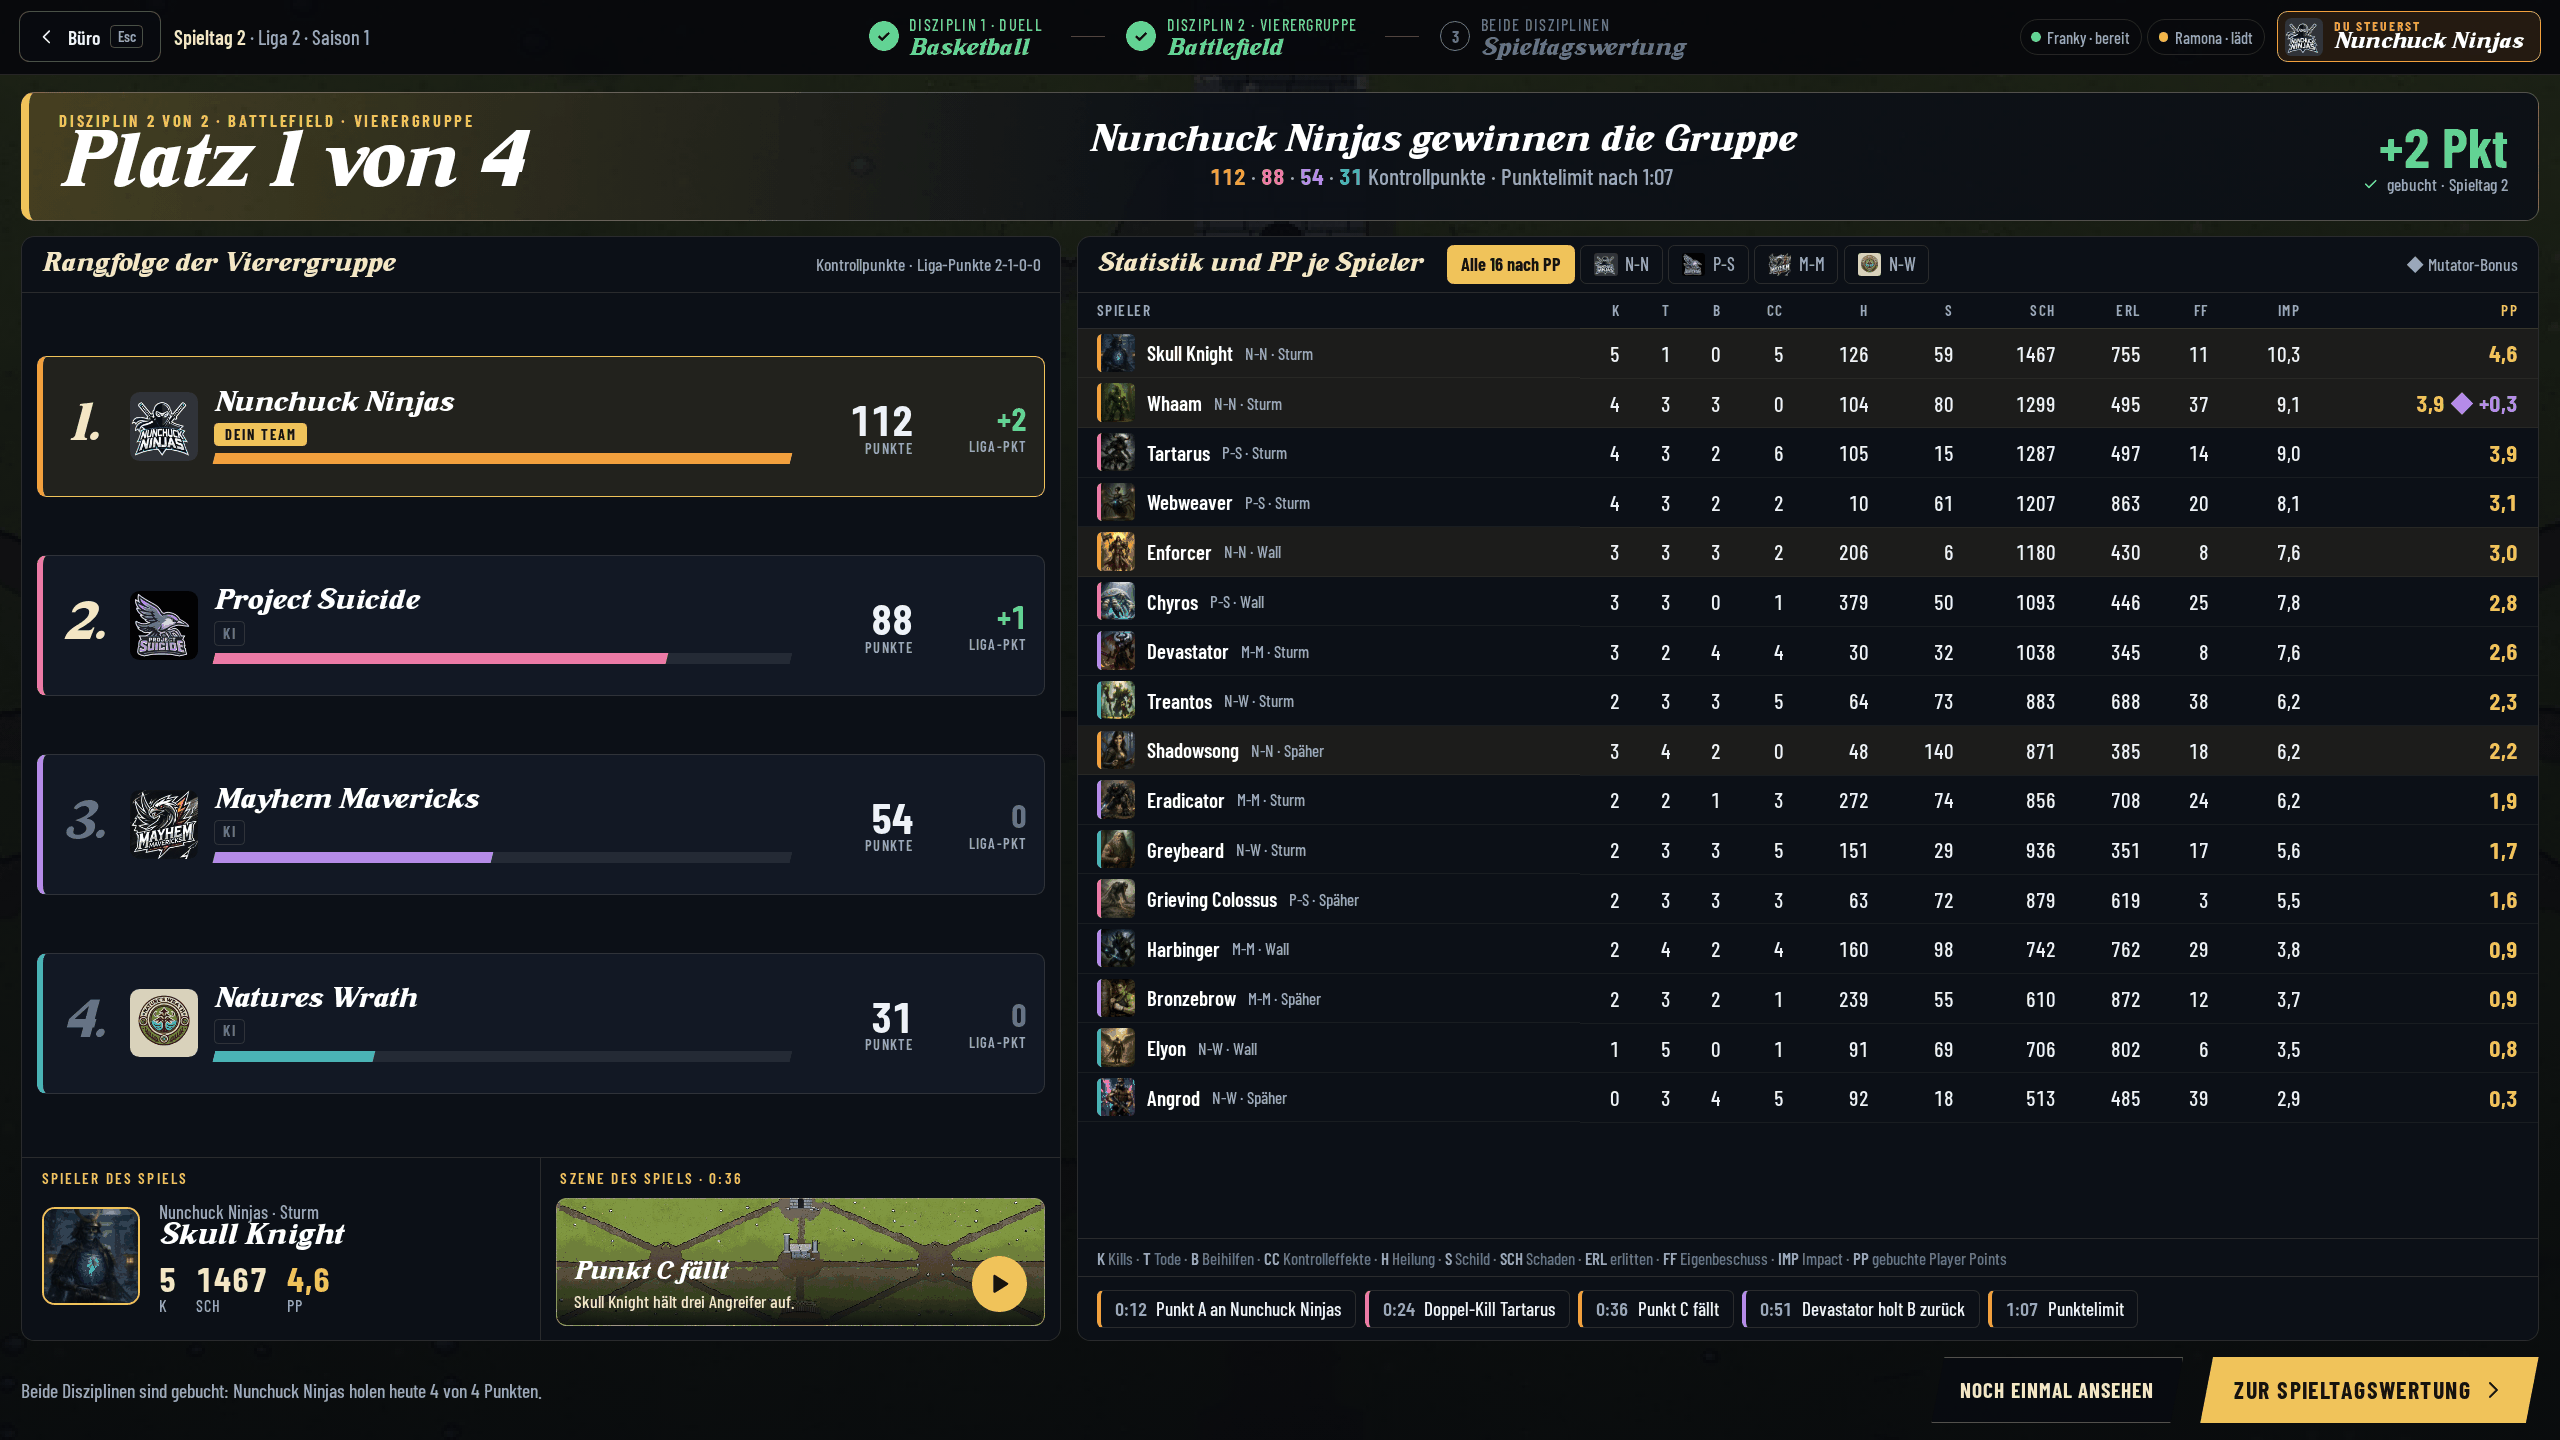 Büro Esc Spieltag 2 · Liga 2 · Saison 1
DISZIPLIN 1 · DUELL
Basketball
DISZIPLIN 2 · VIERERGRUPPE
Battlefield
3 BEIDE DISZIPLINEN
Spieltagswertung
Franky · bereit
Ramona · lädt
DU STEUERST
Nunchuck Ninjas
DISZIPLIN 2 VON 2 · BATTLEFIELD · VIERERGRUPPE
Platz 1 von 4
Nunchuck Ninjas gewinnen die Gruppe
112 · 88 · 54 · 31 Kontrollpunkte · Punktelimit nach 1:07
+2 Pkt
gebucht · Spieltag 2
Rangfolge der Vierergruppe
Kontrollpunkte · Liga-Punkte 2-1-0-0
1. Nunchuck Ninjas
DEIN TEAM
112 PUNKTE
+2 LIGA-PKT
2. Project Suicide
KI
88 PUNKTE
+1 LIGA-PKT
3. Mayhem Mavericks
KI
54 PUNKTE
0 LIGA-PKT
4. Natures Wrath
KI
31 PUNKTE
0 LIGA-PKT
SPIELER DES SPIELS
Nunchuck Ninjas · Sturm
Skull Knight
5 1467 4,6
K SCH PP
SZENE DES SPIELS · 0:36
Punkt C fällt
Skull Knight hält drei Angreifer auf.
Statistik und PP je Spieler
Alle 16 nach PP N-N P-S M-M N-W
Mutator-Bonus
SPIELER K T B CC H S SCH ERL FF IMP PP
Skull Knight N-N · Sturm 5 1 0 5 126 59 1467 755 11 10,3 4,6
Whaam N-N · Sturm 4 3 3 0 104 80 1299 495 37 9,1 3,9 ◆ +0,3
Tartarus P-S · Sturm 4 3 2 6 105 15 1287 497 14 9,0 3,9
Webweaver P-S · Sturm 4 3 2 2 10 61 1207 863 20 8,1 3,1
Enforcer N-N · Wall 3 3 3 2 206 6 1180 430 8 7,6 3,0
Chyros P-S · Wall 3 3 0 1 379 50 1093 446 25 7,8 2,8
Devastator M-M · Sturm 3 2 4 4 30 32 1038 345 8 7,6 2,6
Treantos N-W · Sturm 2 3 3 5 64 73 883 688 38 6,2 2,3
Shadowsong N-N · Späher 3 4 2 0 48 140 871 385 18 6,2 2,2
Eradicator M-M · Sturm 2 2 1 3 272 74 856 708 24 6,2 1,9
Greybeard N-W · Sturm 2 3 3 5 151 29 936 351 17 5,6 1,7
Grieving Colossus P-S · Späher 2 3 3 3 63 72 879 619 3 5,5 1,6
Harbinger M-M · Wall 2 4 2 4 160 98 742 762 29 3,8 0,9
Bronzebrow M-M · Späher 2 3 2 1 239 55 610 872 12 3,7 0,9
Elyon N-W · Wall 1 5 0 1 91 69 706 802 6 3,5 0,8
Angrod N-W · Späher 0 3 4 5 92 18 513 485 39 2,9 0,3
K Kills · T Tode · B Beihilfen · CC Kontrolleffekte · H Heilung · S Schild · SCH Schaden · ERL erlitten · FF Eigenbeschuss · IMP Impact · PP gebuchte Player Points
0:12 Punkt A an Nunchuck Ninjas
0:24 Doppel-Kill Tartarus
0:36 Punkt C fällt
0:51 Devastator holt B zurück
1:07 Punktelimit
Beide Disziplinen sind gebucht: Nunchuck Ninjas holen heute 4 von 4 Punkten.
NOCH EINMAL ANSEHEN
ZUR SPIELTAGSWERTUNG